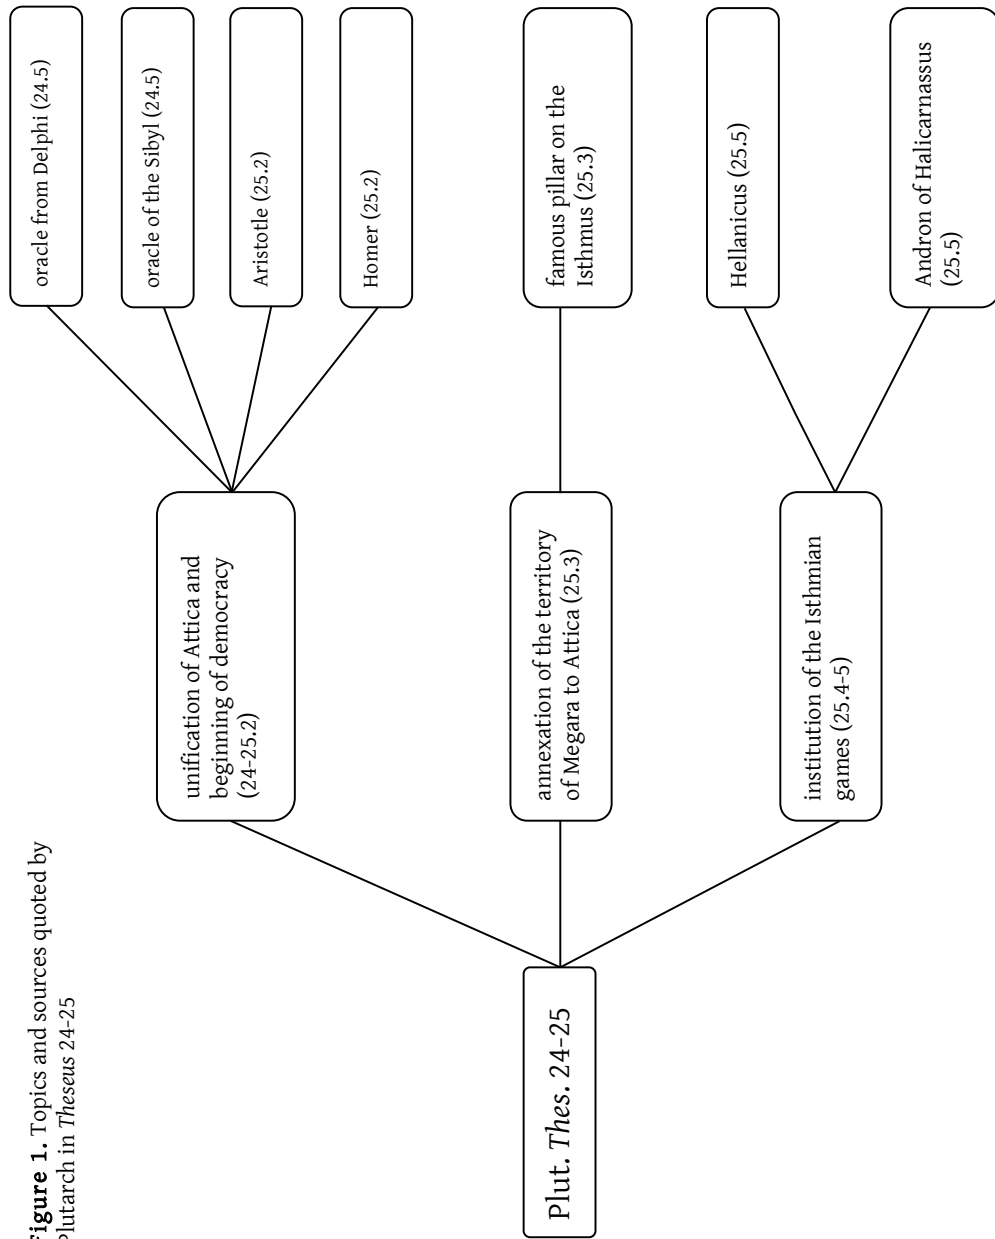 Figure 1. Topics and sources quoted by
Plutarch in Theseus 24-25
Plut. Thes. 24-25
unification of Attica and
beginning of democracy
(24-25.2)
annexation of the territory
of Megara to Attica (25.3)
institution of the Isthmian
games (25.4-5)
oracle from Delphi (24.5)
oracle of the Sibyl (24.5)
Aristotle (25.2)
Homer (25.2)
famous pillar on the
Isthmus (25.3)
Hellanicus (25.5)
Andron of Halicarnassus
(25.5)